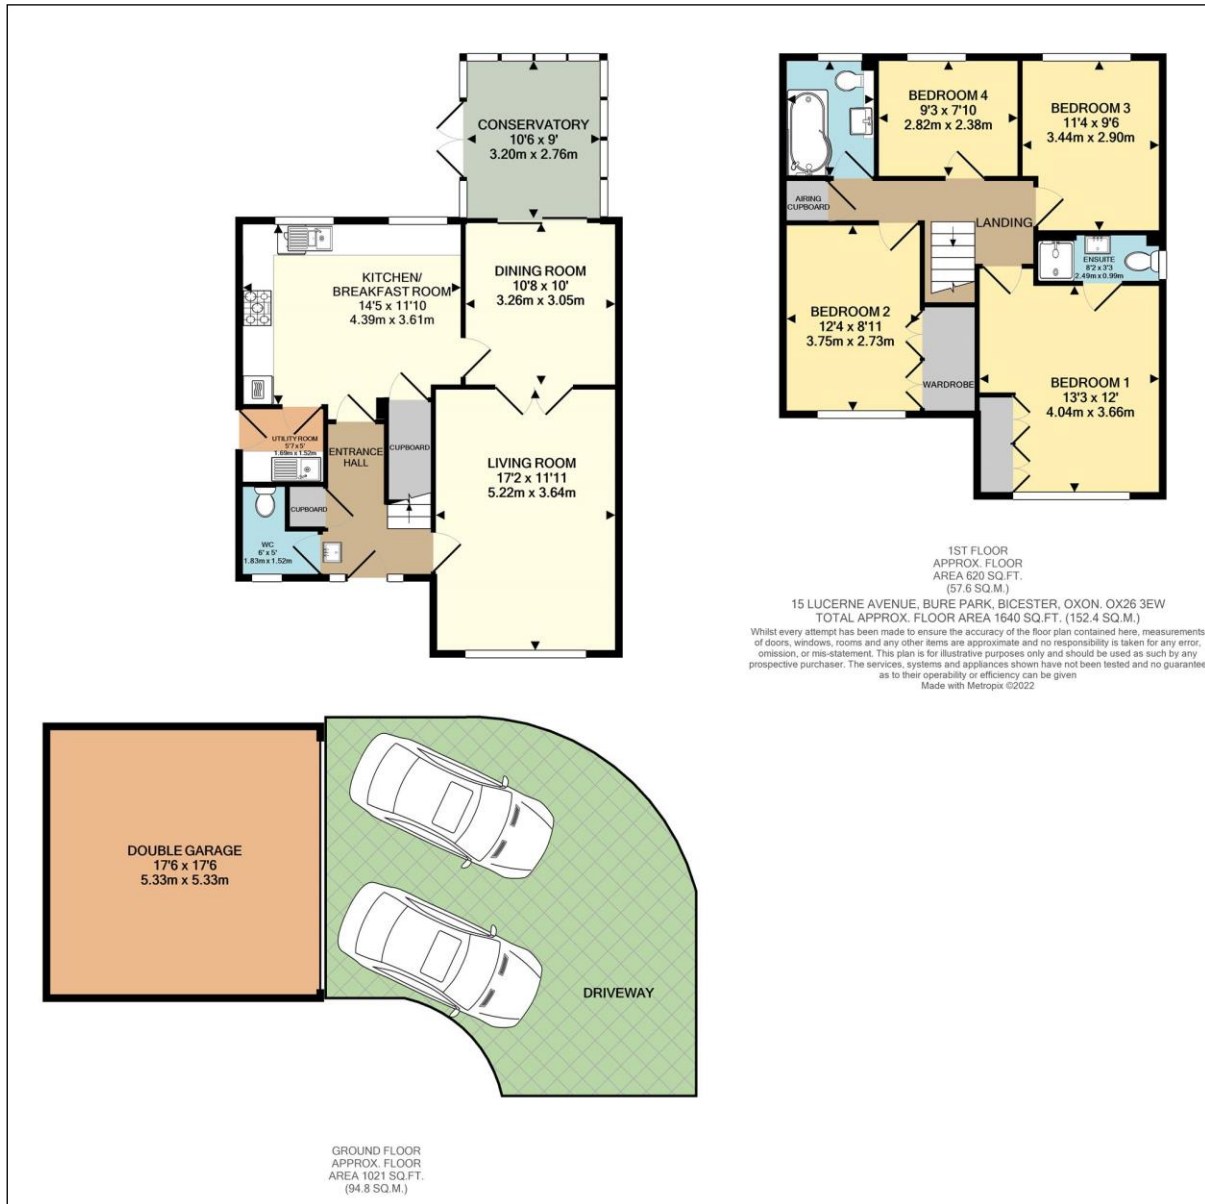 CONSERVATORY
10'6 x 9'
3.20m x 2.76m
KITCHEN/
BREAKFAST ROOM
14'5 x 11'10
4.39m x 3.61m
DINING ROOM
10'8 x 10'
3.26m x 3.05m
UTILITY ROOM
5'7 x 5'
1.69m x 1.52m
ENTRANCE
HALL
CUPBOARD
LIVING ROOM
17'2 x 11'11
5.22m x 3.64m
CUPBOARD
WC
6' x 5'
1.83m x 1.52m
BEDROOM 4
9'3 x 7'10
2.82m x 2.38m
BEDROOM 3
11'4 x 9'6
3.44m x 2.90m
AIRING
CUPBOARD
LANDING
ENSUITE
8'2 x 3'3
2.49m x 0.99m
BEDROOM 2
12'4 x 8'11
3.75m x 2.73m
WARDROBE
BEDROOM 1
13'3 x 12'
4.04m x 3.66m
1ST FLOOR
APPROX. FLOOR
AREA 620 SQ.FT.
(57.6 SQ.M.)
15 LUCERNE AVENUE, BURE PARK, BICESTER, OXON. OX26 3EW
TOTAL APPROX. FLOOR AREA 1640 SQ.FT. (152.4 SQ.M.)
Whilst every attempt has been made to ensure the accuracy of the floor plan contained here, measurements
of doors, windows, rooms and any other items are approximate and no responsibility is taken for any error,
omission, or mis-statement. This plan is for illustrative purposes only and should be used as such by any
prospective purchaser. The services, systems and appliances shown have not been tested and no guarantee
as to their operability or efficiency can be given
Made with Metropix ©2022
DOUBLE GARAGE
17'6 x 17'6
5.33m x 5.33m
DRIVEWAY
GROUND FLOOR
APPROX. FLOOR
AREA 1021 SQ.FT.
(94.8 SQ.M.)